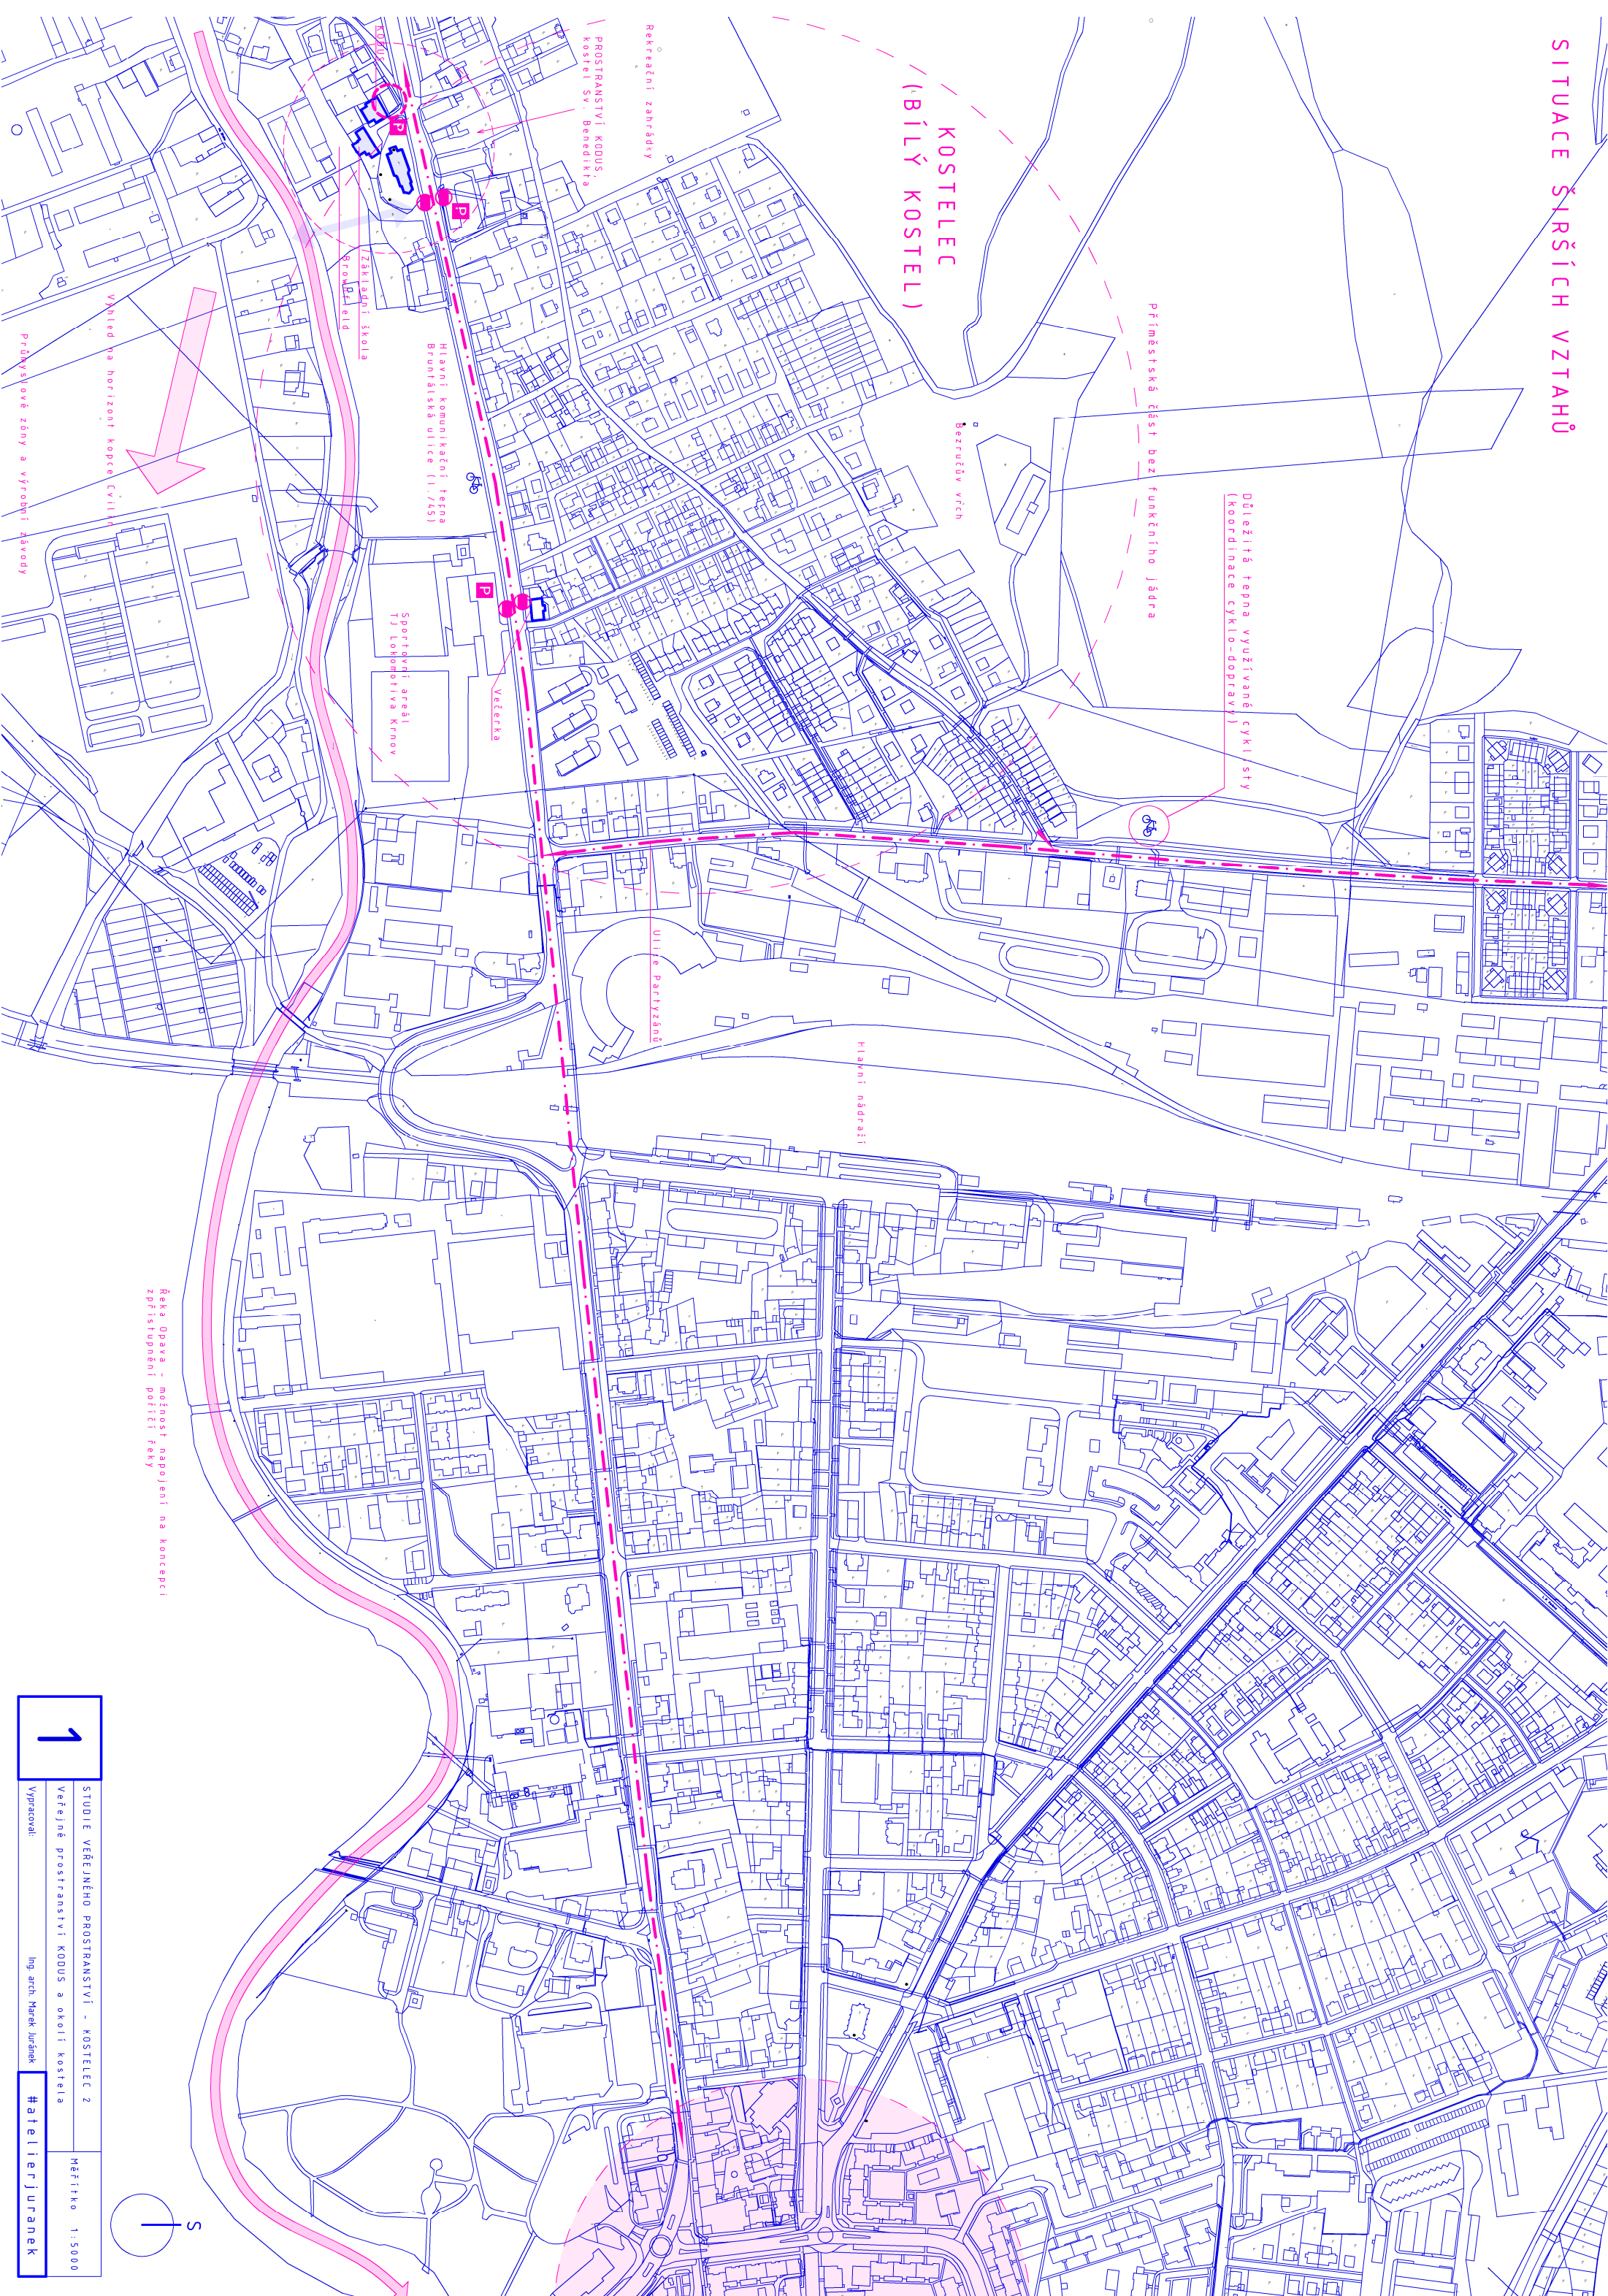 SITUACE ŠIRŠÍCH VZTAHŮ
KOSTELEC
(BÍLÝ KOSTEL)
Rekreační zahrádky
PROSTRANSTVÍ KODUS,
kostel Sv. Benedikta
KODUS
Základní škola
Brownfield
Hlavní komunikační tepna
Bruntálská ulice (I./45)
Výhled na horizont kopce Cvilín
Průmyslové zóny a výrobní závody
Příměstská část bez funkčního jádra
Bezručův vrch
Důležitá tepna využívané cyklisty
(koordinace cyklo-dopravy)
P
P
P
Sportovní areál
TJ Lokomotiva Krnov
Večerka
Ulice Partyzánů
Hlavní nádraží
Řeka Opava - možnost napojení na koncepci
zpřístupnění poříčí řeky
1
STUDIE VEŘEJNÉHO PROSTRANSTVÍ - KOSTELEC 2
Veřejné prostranství KODUS a okolí kostela
Měřítko 1:5000
Vypracoval: Ing. arch. Marek Juránek
#atelierjuranek
S